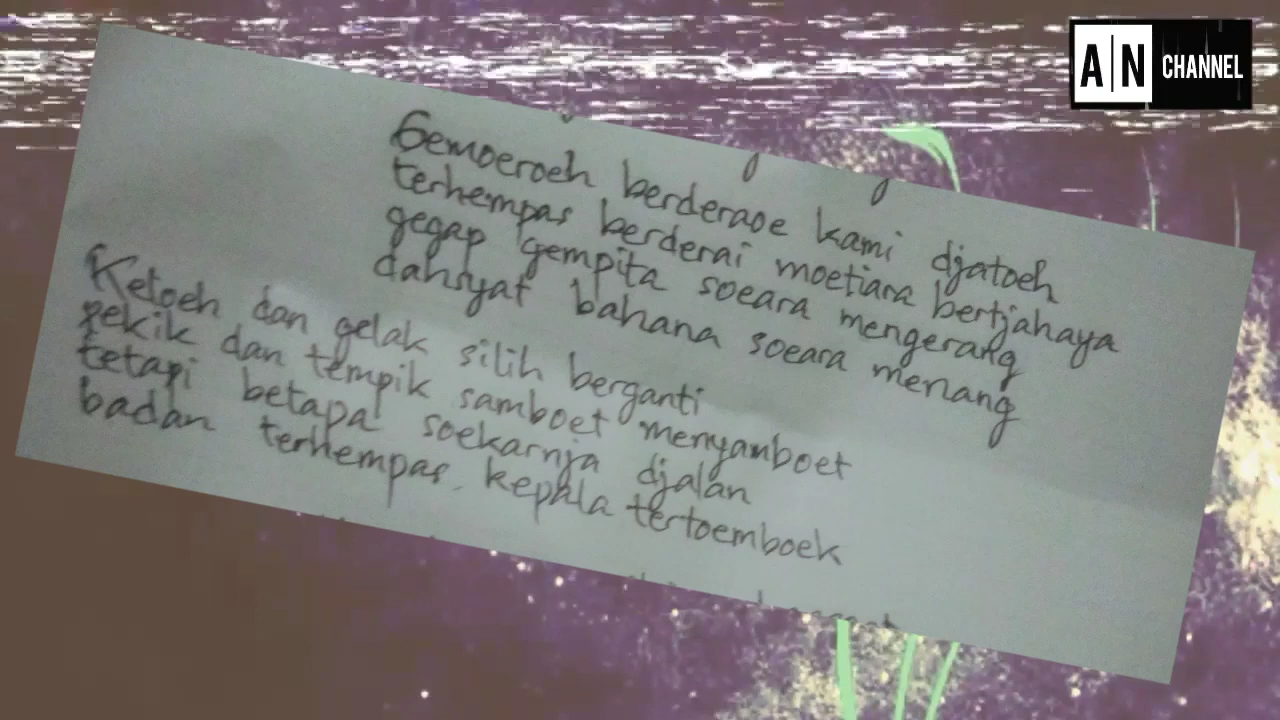 A|N CHANNEL
Gemoeroeh berderaoe kami djatoeh
terhempas berderai moetiara bertjahaya
gegap gempita soeara mengerang
dahsyat bahana soeara menang
Keloeh dan gelak silih berganti
pekik dan tempik samboet menyamboet
tetapi betapa soekarnja djalan
badan terhempas, kepala tertoemboek